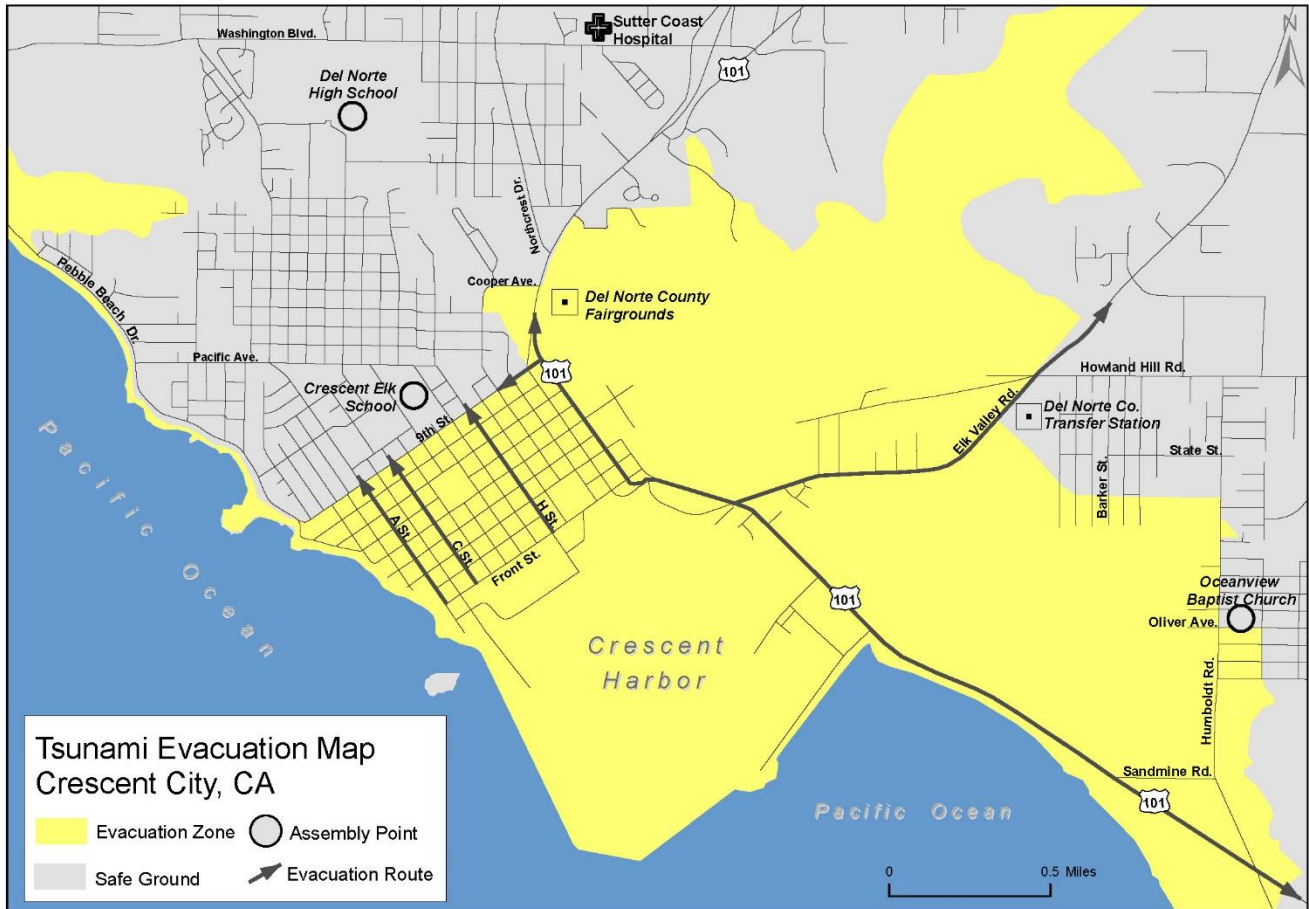 Washington Blvd.
Sutter Coast
Hospital
N
101
Del Norte
High School
Northcrest Dr.
Cooper Ave.
Del Norte County
Fairgrounds
Pebble Beach Dr.
Pacific Ave.
101
Crescent Elk
School
Howland Hill Rd.
Del Norte Co.
Transfer Station
Elk Valley Rd.
State St.
Barker St.
9th St.
A St.
C St.
H St.
Front St.
Pacific Ocean
101
Oceanview
Baptist Church
Oliver Ave.
Crescent
Harbor
Humboldt Rd.
Sandmine Rd.
101
Pacific Ocean
Tsunami Evacuation Map
Crescent City, CA
Evacuation Zone
Assembly Point
Safe Ground
Evacuation Route
0 0.5 Miles